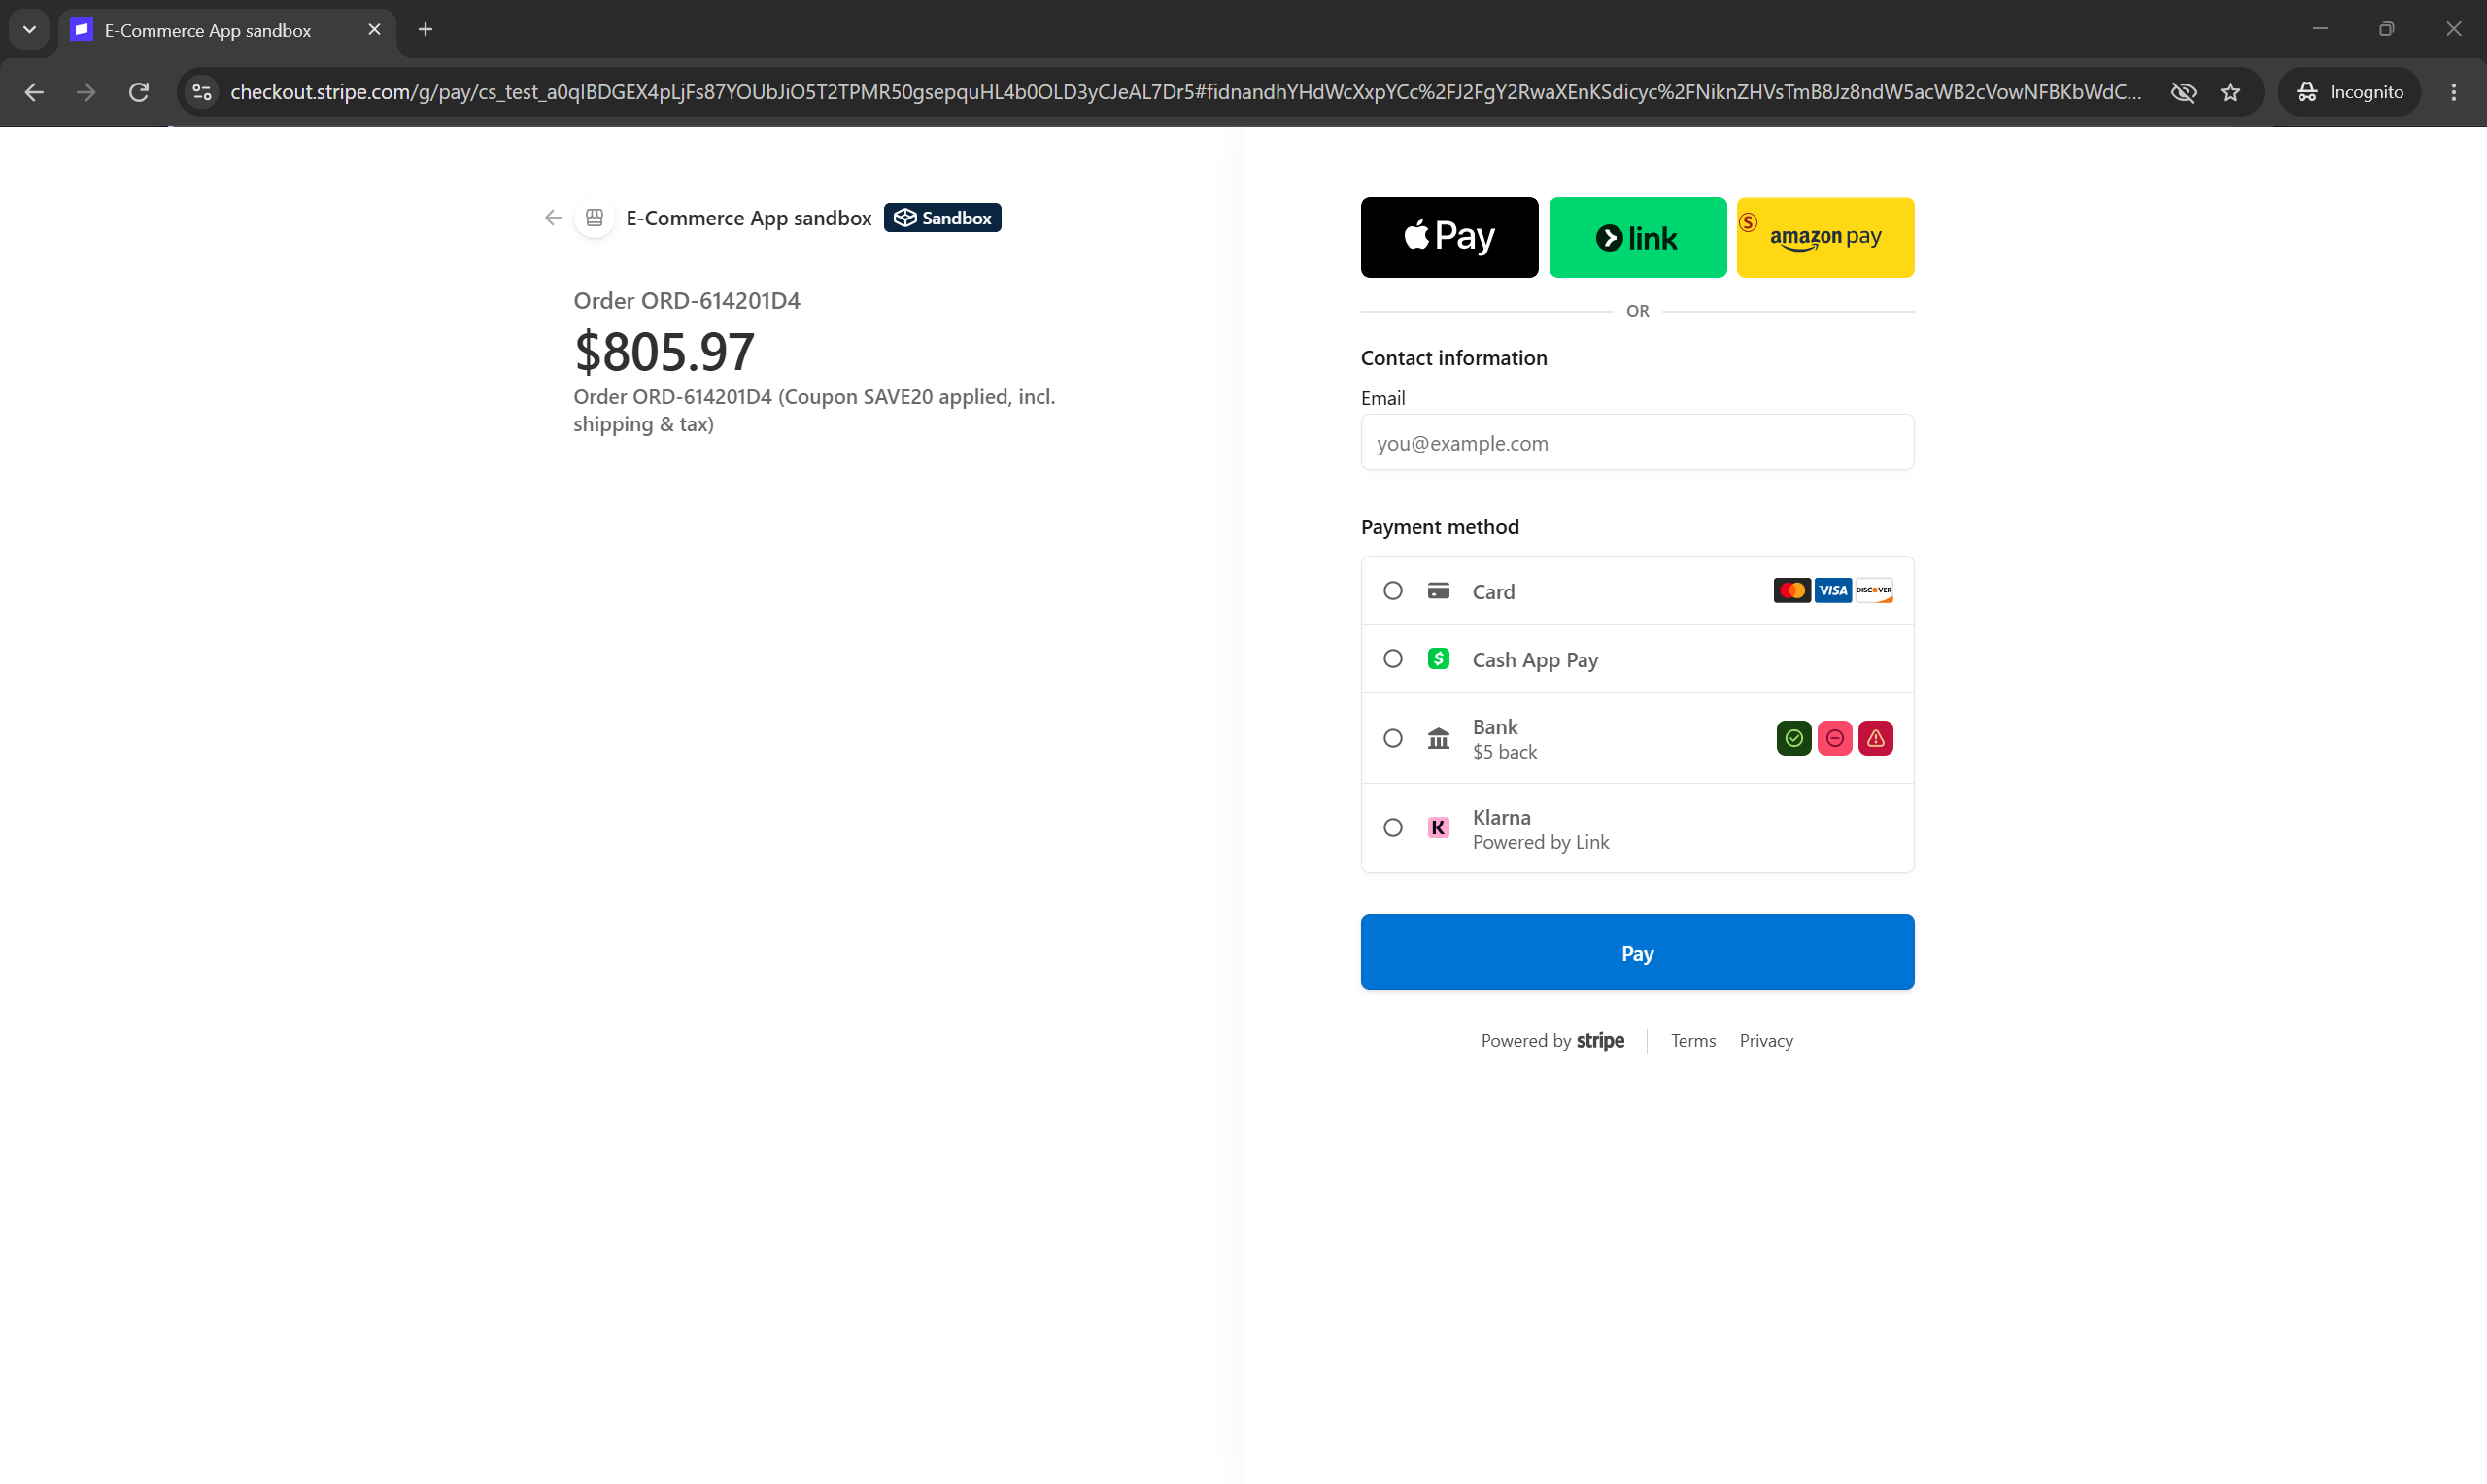 E-Commerce App sandbox
checkout.stripe.com/g/pay/cs_test_a0qIBDGEX4pLjFs87YOUbJiO5T2TPMR50gsepquHL4b0OLD3yCJeAL7Dr5#fidnandhYHdWcXxpYCc%2FJ2FgY2RwaXEnKSdicyc%2FNiknZHVsTmB8Jz8ndW5acWB2cVowNFBKbWdC...
Incognito
E-Commerce App sandbox
Sandbox
Order ORD-614201D4
$805.97
Order ORD-614201D4 (Coupon SAVE20 applied, incl.
shipping & tax)
Pay
link
S
amazon pay
OR
Contact information
Email
you@example.com
Payment method
Card
VISA
DISCOVER
Cash App Pay
Bank
$5 back
K
Klarna
Powered by Link
Pay
Powered by stripe
Terms
Privacy